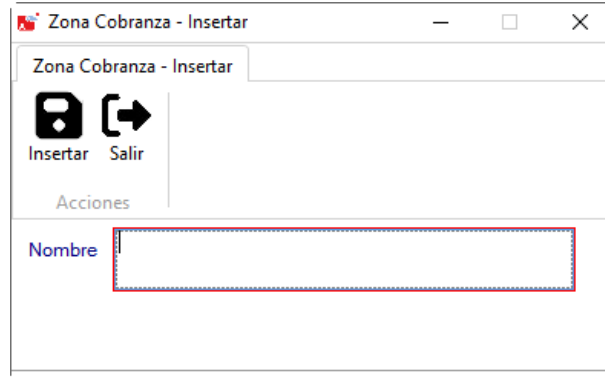 Zona Cobranza - Insertar
Zona Cobranza - Insertar
Insertar Salir
Acciones
Nombre